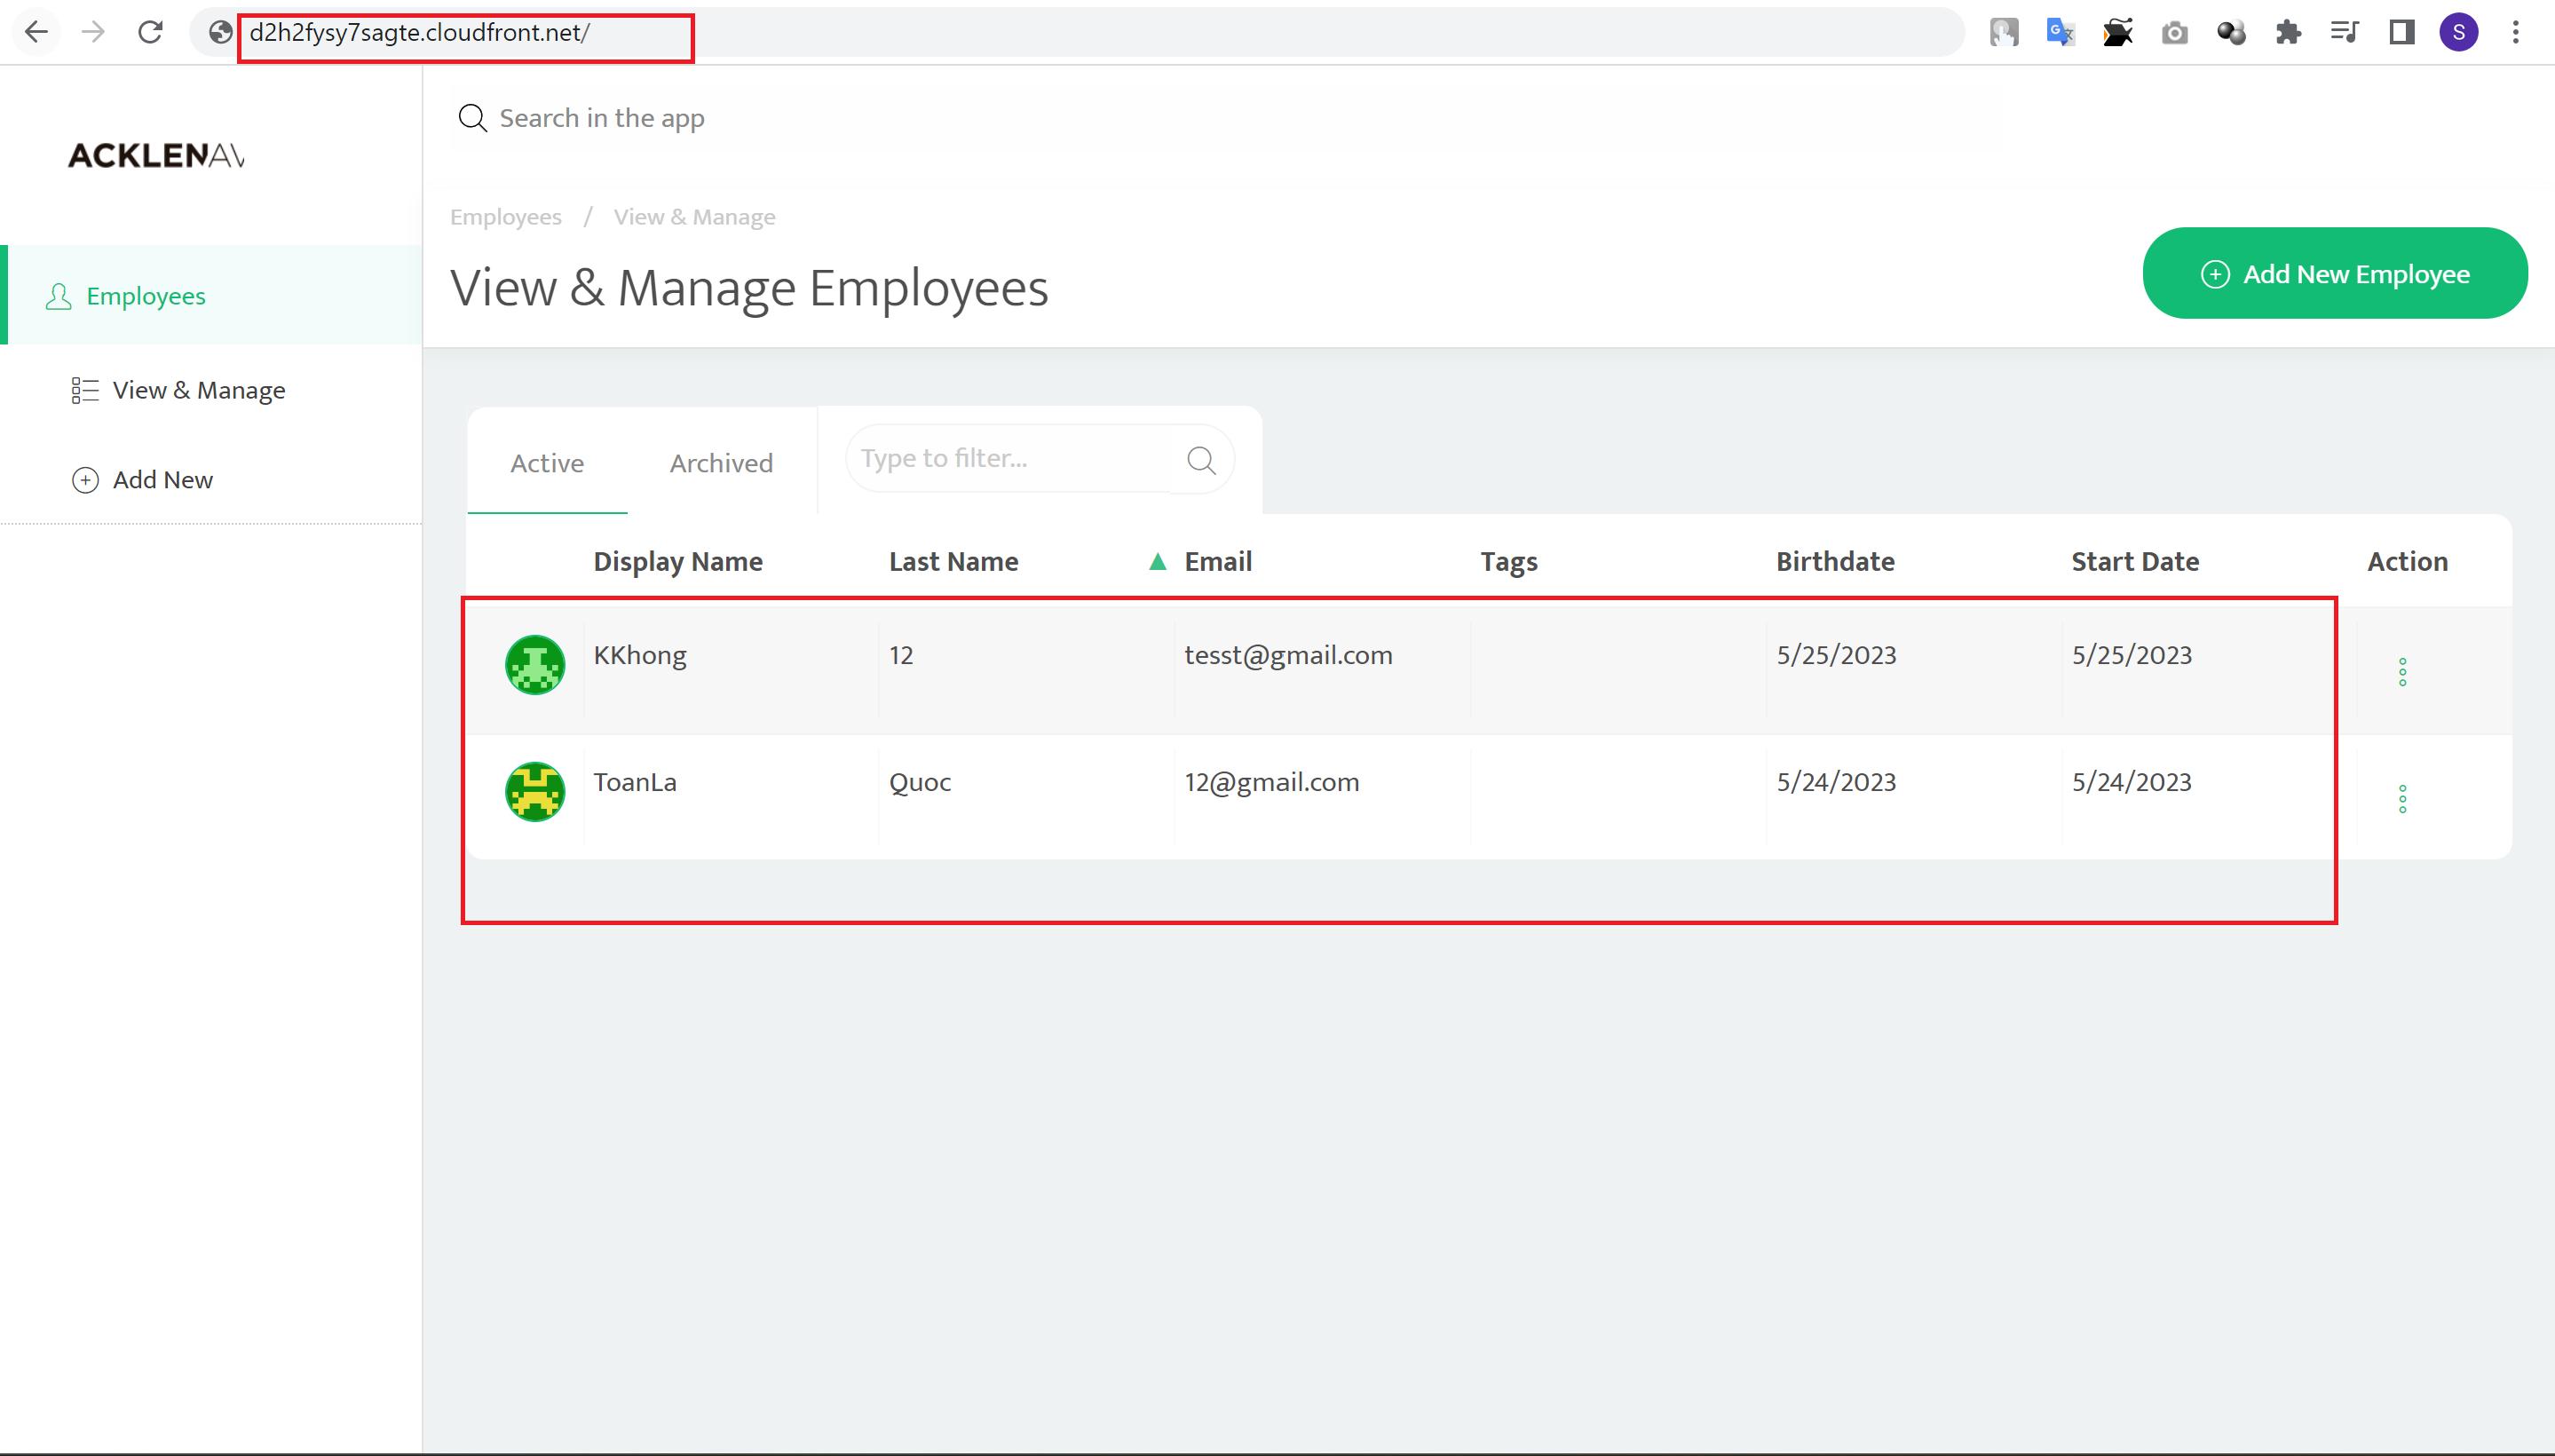 d2h2fysy7sagte.cloudfront.net/
S
ACKLENAV
Search in the app
Employees / View & Manage
View & Manage Employees
Add New Employee
Employees
View & Manage
Add New
Active Archived Type to filter...
Display Name Last Name ▲ Email Tags Birthdate Start Date Action
KKhong 12 tesst@gmail.com 5/25/2023 5/25/2023
ToanLa Quoc 12@gmail.com 5/24/2023 5/24/2023